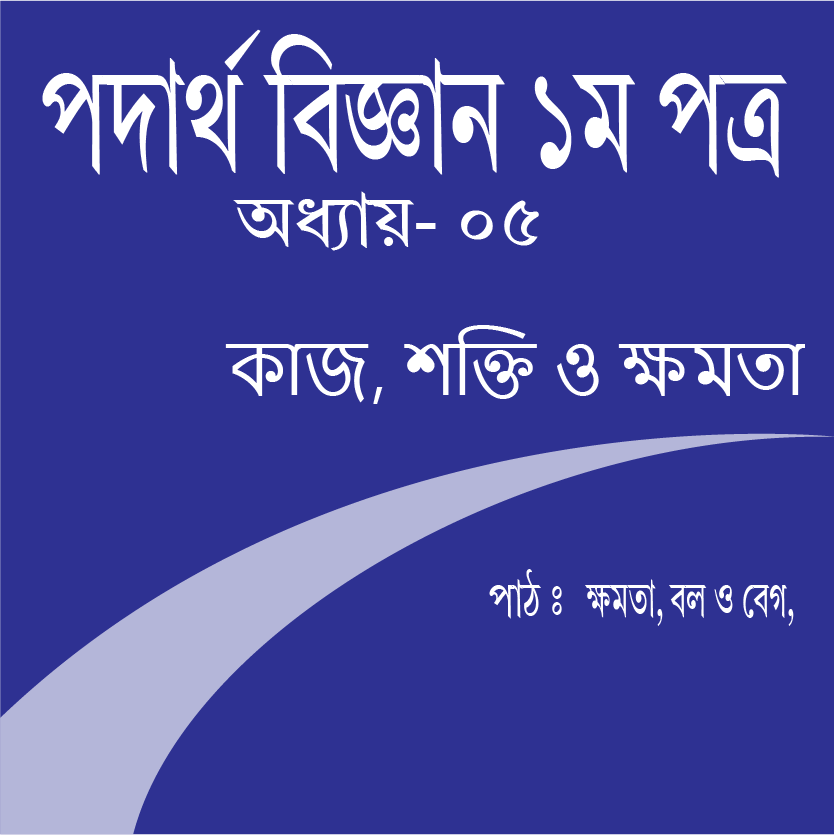 পদার্থ বিজ্ঞান ১ম পত্র
অধ্যায়- ০৫
কাজ, শক্তি ও ক্ষমতা
পাঠ ঃ ক্ষমতা, বল ও বেগ,